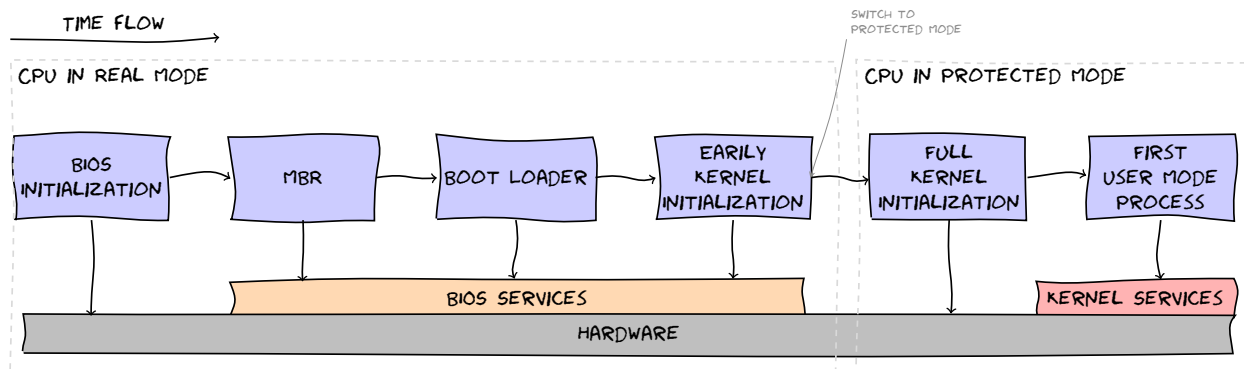 TIME FLOW
SWITCH TO
PROTECTED MODE
CPU IN REAL MODE
CPU IN PROTECTED MODE
BIOS
INITIALIZATION
MBR
BOOT LOADER
EARILY
KERNEL
INITIALIZATION
FULL
KERNEL
INITIALIZATION
FIRST
USER MODE
PROCESS
BIOS SERVICES
KERNEL SERVICES
HARDWARE